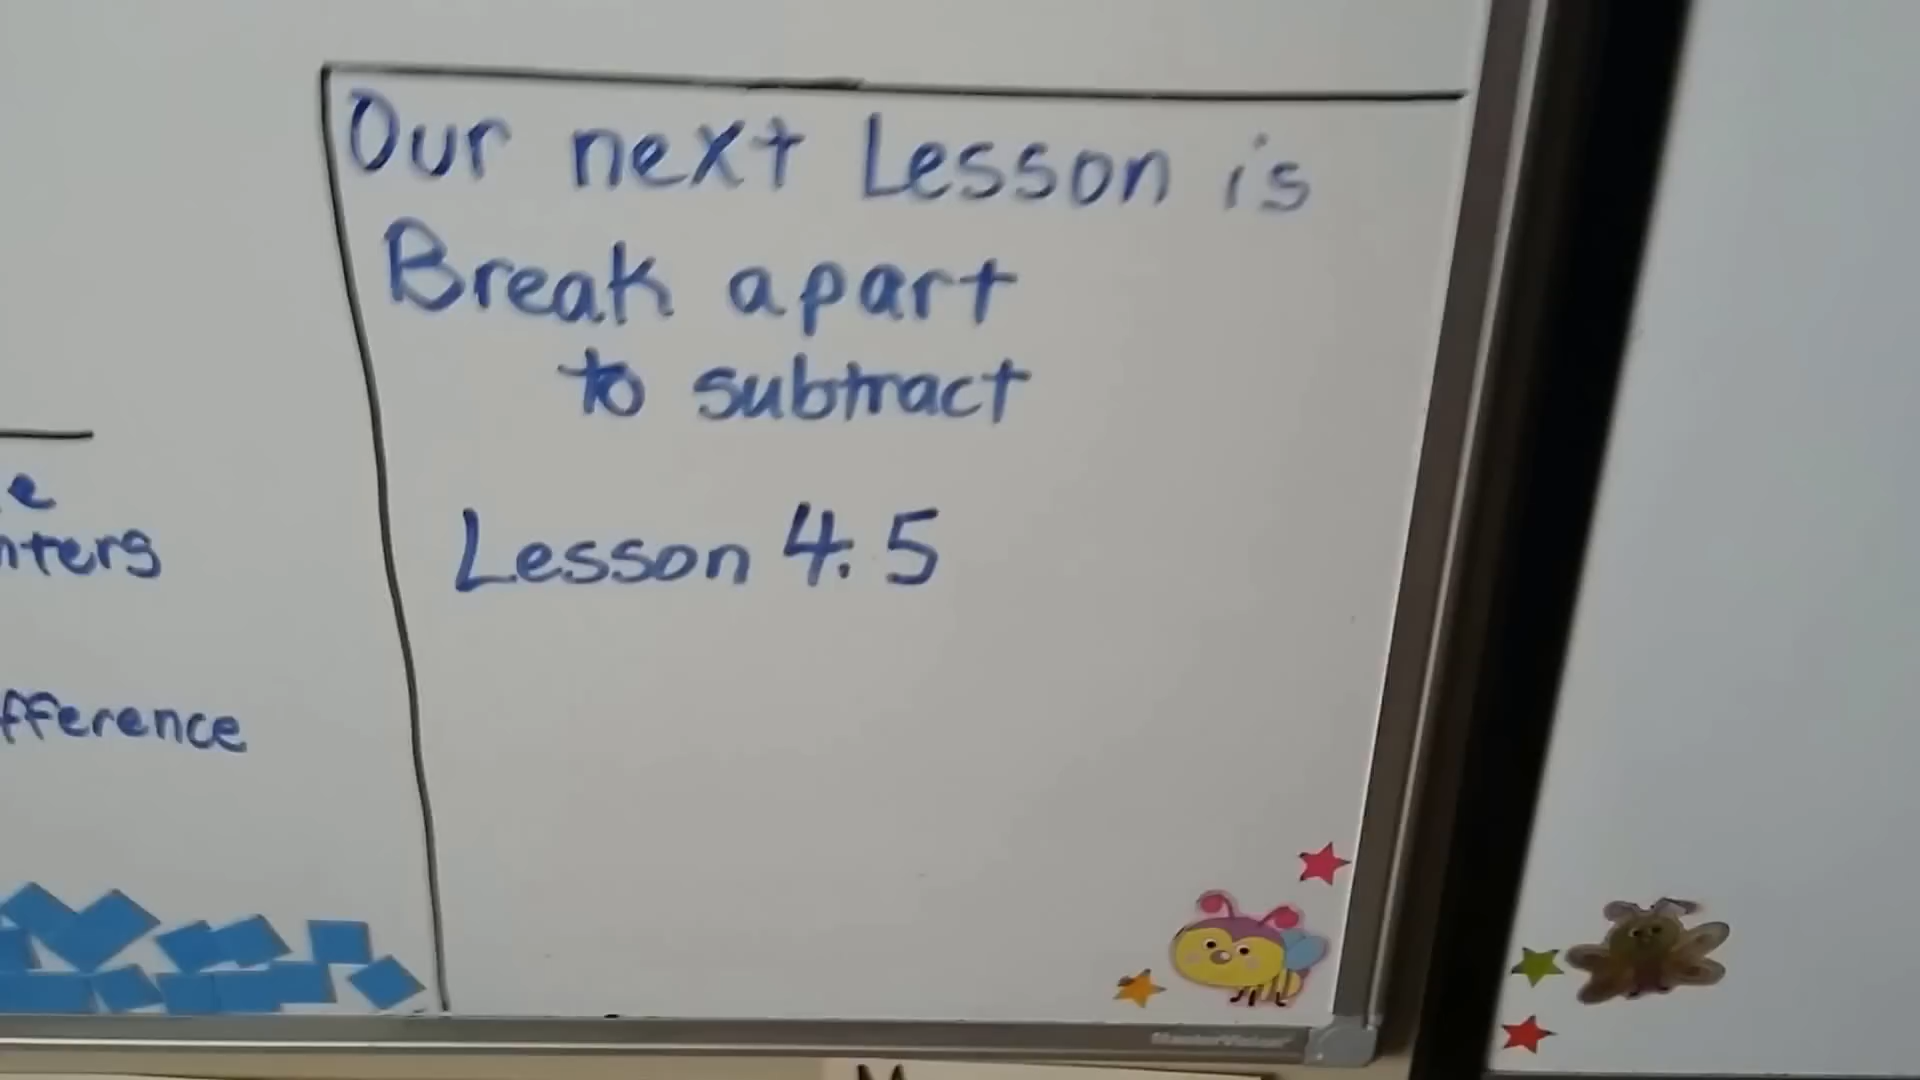 Our next Lesson is
Break apart
to subtract
Lesson 4.5
e
nters
fference